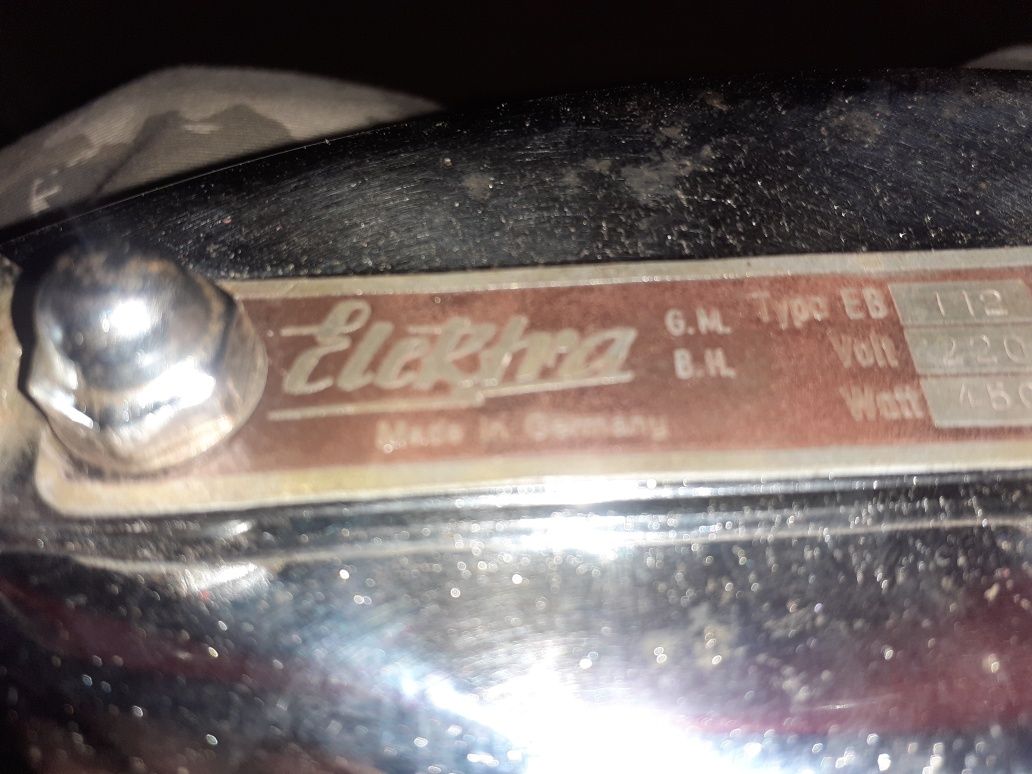 Elektra G.M.
B.H.
Made in Germany
Type EB 112
Volt 220
Watt 450